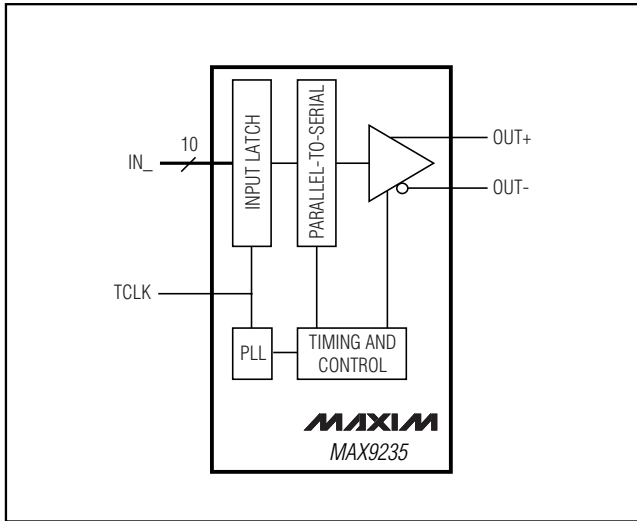 10
IN_
INPUT LATCH
PARALLEL-TO-SERIAL
OUT+
OUT-
TCLK
PLL
TIMING AND
CONTROL
MAXIM
MAX9235